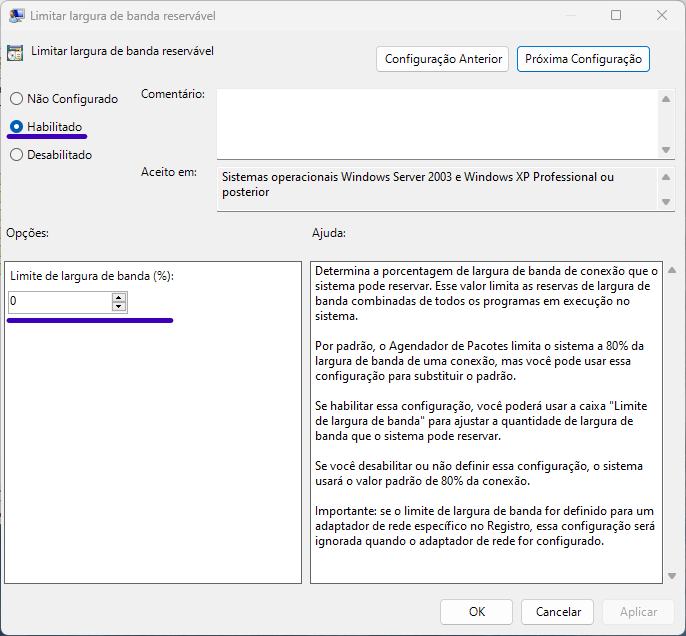 Limitar largura de banda reservável
Limitar largura de banda reservável
Configuração Anterior
Próxima Configuração
Não Configurado
Habilitado
Desabilitado
Comentário:
Aceito em:
Sistemas operacionais Windows Server 2003 e Windows XP Professional ou
posterior
Opções:
Ajuda:
Limite de largura de banda (%):
0
Determina a porcentagem de largura de banda de conexão que o
sistema pode reservar. Esse valor limita as reservas de largura de
banda combinadas de todos os programas em execução no
sistema.
Por padrão, o Agendador de Pacotes limita o sistema a 80% da
largura de banda de uma conexão, mas você pode usar essa
configuração para substituir o padrão.
Se habilitar essa configuração, você poderá usar a caixa "Limite
de largura de banda" para ajustar a quantidade de largura de
banda que o sistema pode reservar.
Se você desabilitar ou não definir essa configuração, o sistema
usará o valor padrão de 80% da conexão.
Importante: se o limite de largura de banda for definido para um
adaptador de rede específico no Registro, essa configuração será
ignorada quando o adaptador de rede for configurado.
OK
Cancelar
Aplicar